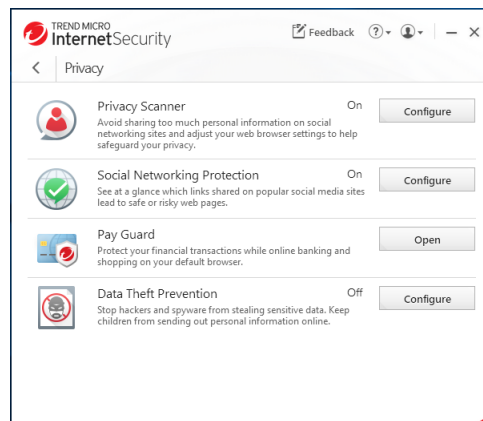 TREND MICRO
InternetSecurity
Feedback
Privacy
Privacy Scanner On
Avoid sharing too much personal information on social
networking sites and adjust your web browser settings to help
safeguard your privacy.
Configure
Social Networking Protection On
See at a glance which links shared on popular social media sites
lead to safe or risky web pages.
Configure
Pay Guard
Protect your financial transactions while online banking and
shopping on your default browser.
Open
Data Theft Prevention Off
Stop hackers and spyware from stealing sensitive data. Keep
children from sending out personal information online.
Configure